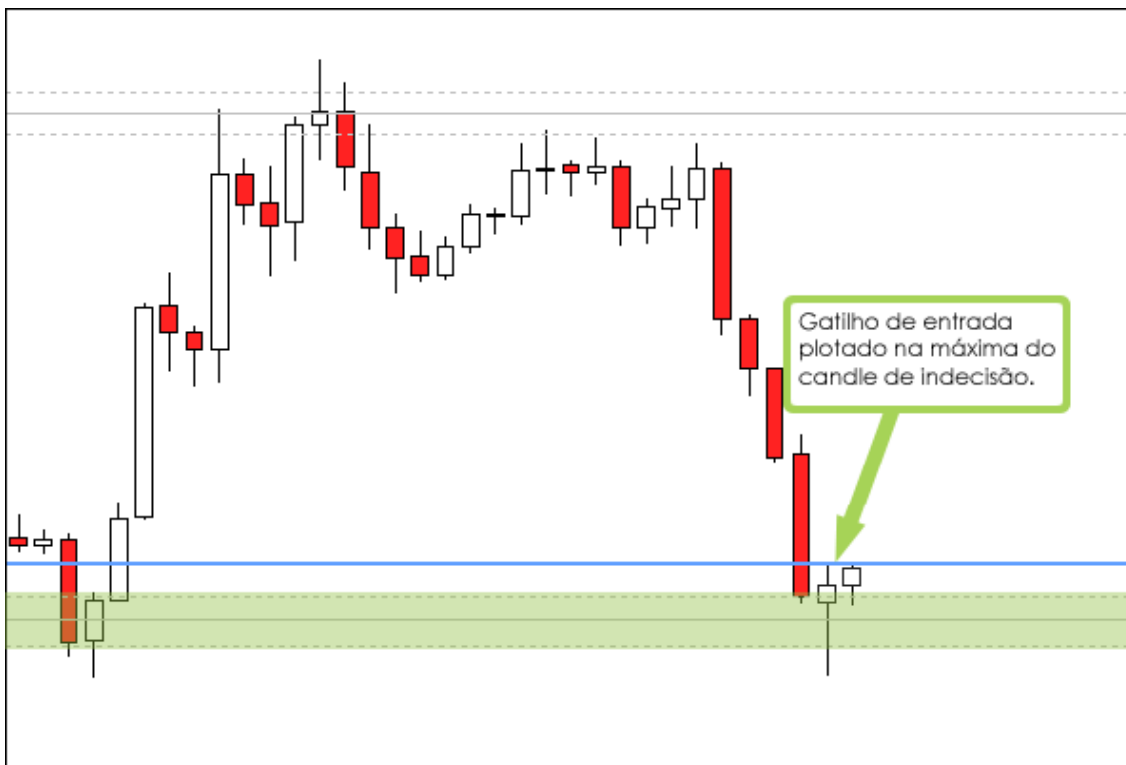 Gatilho de entrada
plotado na máxima do
candle de indecisão.